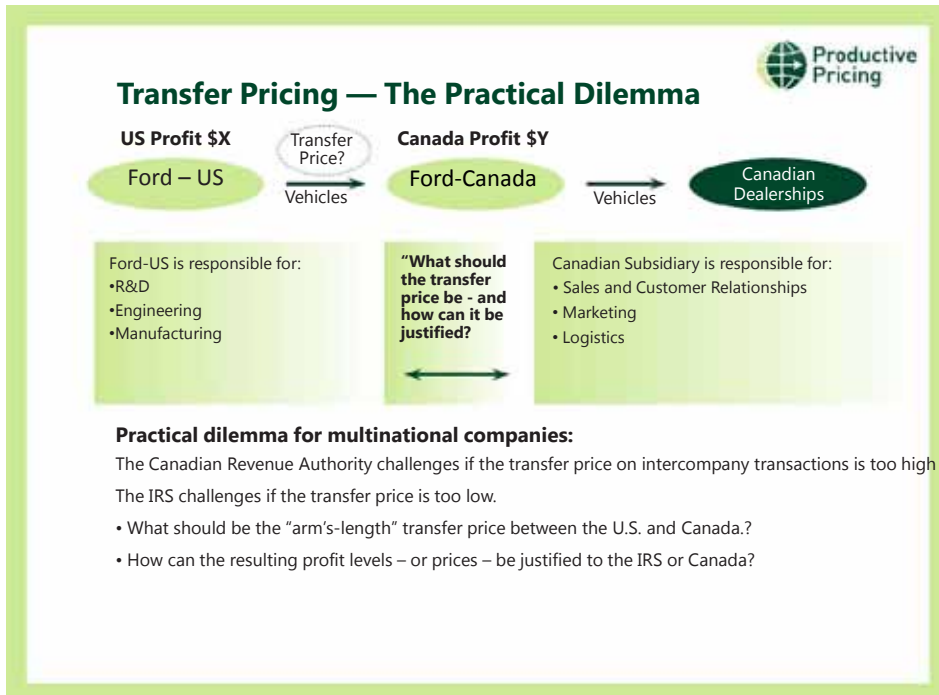 Productive
Pricing
Transfer Pricing — The Practical Dilemma
US Profit $X
Transfer
Price?
Canada Profit $Y
Ford – US
Vehicles
Ford-Canada
Vehicles
Canadian
Dealerships
Ford-US is responsible for:
•R&D
•Engineering
•Manufacturing
“What should
the transfer
price be - and
how can it be
justified?
Canadian Subsidiary is responsible for:
• Sales and Customer Relationships
• Marketing
• Logistics
Practical dilemma for multinational companies:
The Canadian Revenue Authority challenges if the transfer price on intercompany transactions is too high
The IRS challenges if the transfer price is too low.
• What should be the “arm’s-length” transfer price between the U.S. and Canada.?
• How can the resulting profit levels – or prices – be justified to the IRS or Canada?